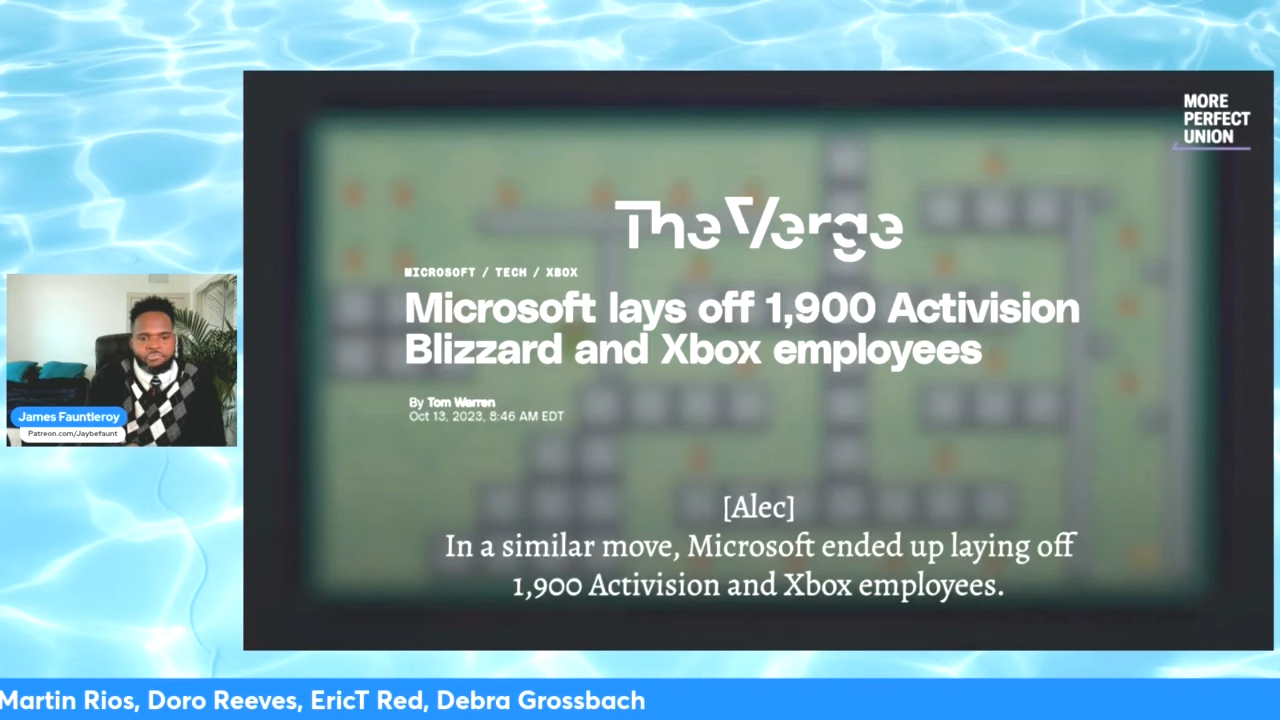 MORE
PERFECT
UNION
The Verge
MICROSOFT / TECH / XBOX
Microsoft lays off 1,900 Activision
Blizzard and Xbox employees
By Tom Warren
Oct 13, 2023, 8:46 AM EDT
[Alec]
In a similar move, Microsoft ended up laying off
1,900 Activision and Xbox employees.
James Fauntleroy
Patreon.com/Jaybefaunt
Martin Rios, Doro Reeves, EricT Red, Debra Grossbach